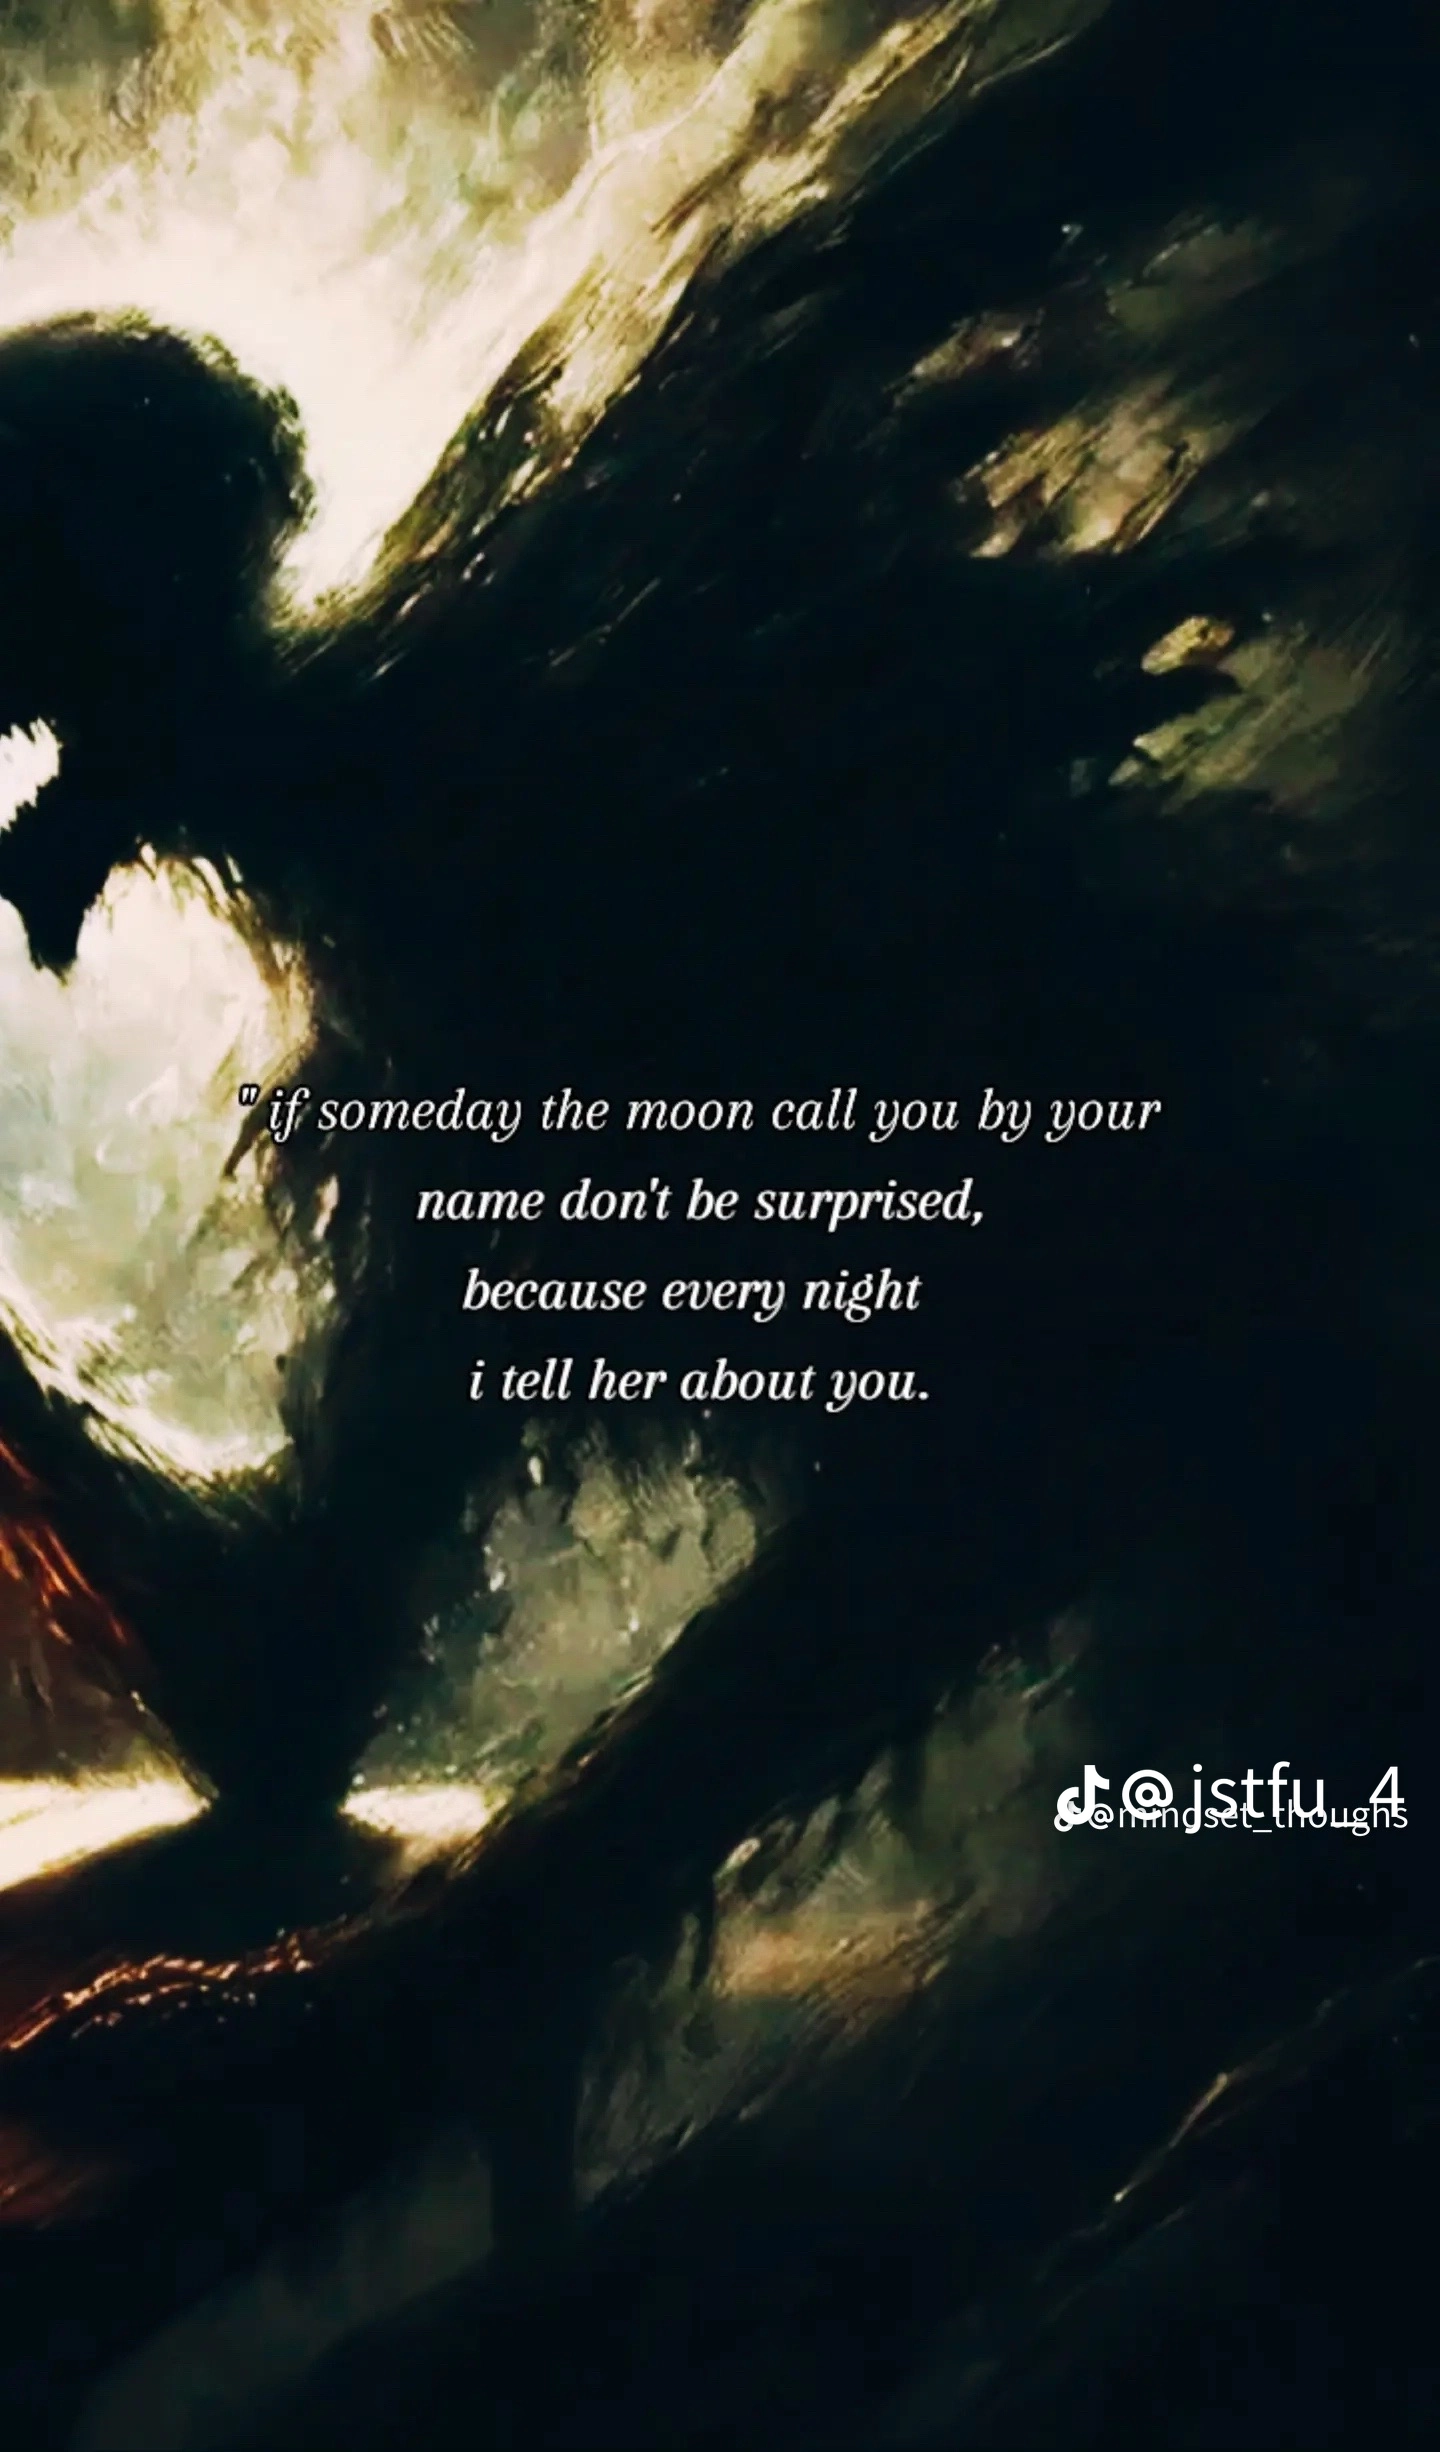 " if someday the moon call you by your
name don't be surprised,
because every night
i tell her about you.
@jstfu_4
@mindset_thoughs